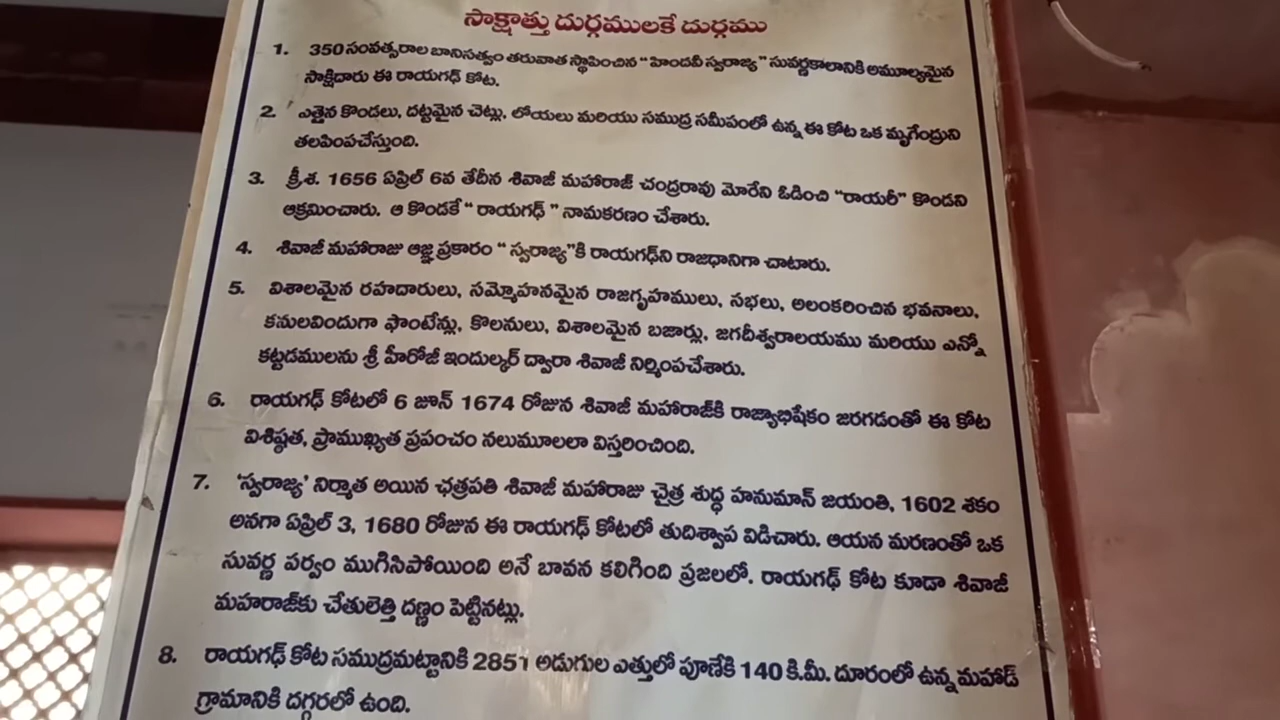 సాక్షాత్తు దుర్గములకే దుర్గము
1. 350 సంవత్సరాల బానిసత్వం తరువాత స్థాపించిన “ హిందవీ స్వరాజ్య” సువర్ణకాలానికి అమూల్యమైన
సాక్షిదారు ఈ రాయగఢ్ కోట.
2. ఎత్తైన కొండలు, దట్టమైన చెట్లు, లోయలు మరియు సముద్ర సమీపంలో ఉన్న ఈ కోట ఒక మృగేంద్రుని
తలపింపచేస్తుంది.
3. క్రీ.శ. 1656 ఏప్రిల్ 6వ తేదీన శివాజీ మహారాజ్ చంద్రరావు మోరేని ఓడించి “రాయరీ” కొండని
ఆక్రమించారు. ఆ కొండకే “ రాయగఢ్ ” నామకరణం చేశారు.
4. శివాజీ మహారాజు ఆజ్ఞ ప్రకారం “ స్వరాజ్య”కి రాయగఢ్‌ని రాజధానిగా చాటారు.
5. విశాలమైన రహదారులు, సమ్మోహనమైన రాజగృహములు, సభలు, అలంకరించిన భవనాలు,
కనులవిందుగా ఫౌంటేన్లు, కొలనులు, విశాలమైన బజార్లు, జగదీశ్వరాలయము మరియు ఎన్నో
కట్టడములను శ్రీ హీరోజీ ఇందుల్కర్ ద్వారా శివాజీ నిర్మింపచేశారు.
6. రాయగఢ్ కోటలో 6 జూన్ 1674 రోజున శివాజీ మహారాజ్‌కి రాజ్యాభిషేకం జరగడంతో ఈ కోట
విశిష్ఠత, ప్రాముఖ్యత ప్రపంచం నలుమూలలా విస్తరించింది.
7. ‘స్వరాజ్య’ నిర్మాత అయిన ఛత్రపతి శివాజీ మహారాజు చైత్ర శుద్ధ హనుమాన్ జయంతి, 1602 శకం
అనగా ఏప్రిల్ 3, 1680 రోజున ఈ రాయగఢ్ కోటలో తుదిశ్వాప విడిచారు. ఆయన మరణంతో ఒక
సువర్ణ పర్వం ముగిసిపోయింది అనే బావన కలిగింది ప్రజలలో. రాయగఢ్ కోట కూడా శివాజీ
మహరాజ్‌కు చేతులెత్తి దణ్ణం పెట్టినట్లు.
8. రాయగఢ్ కోట సముద్రమట్టానికి 2851 అడుగుల ఎత్తులో పూణేకి 140 కి.మీ. దూరంలో ఉన్న మహాడ్
గ్రామానికి దగ్గరలో ఉంది.